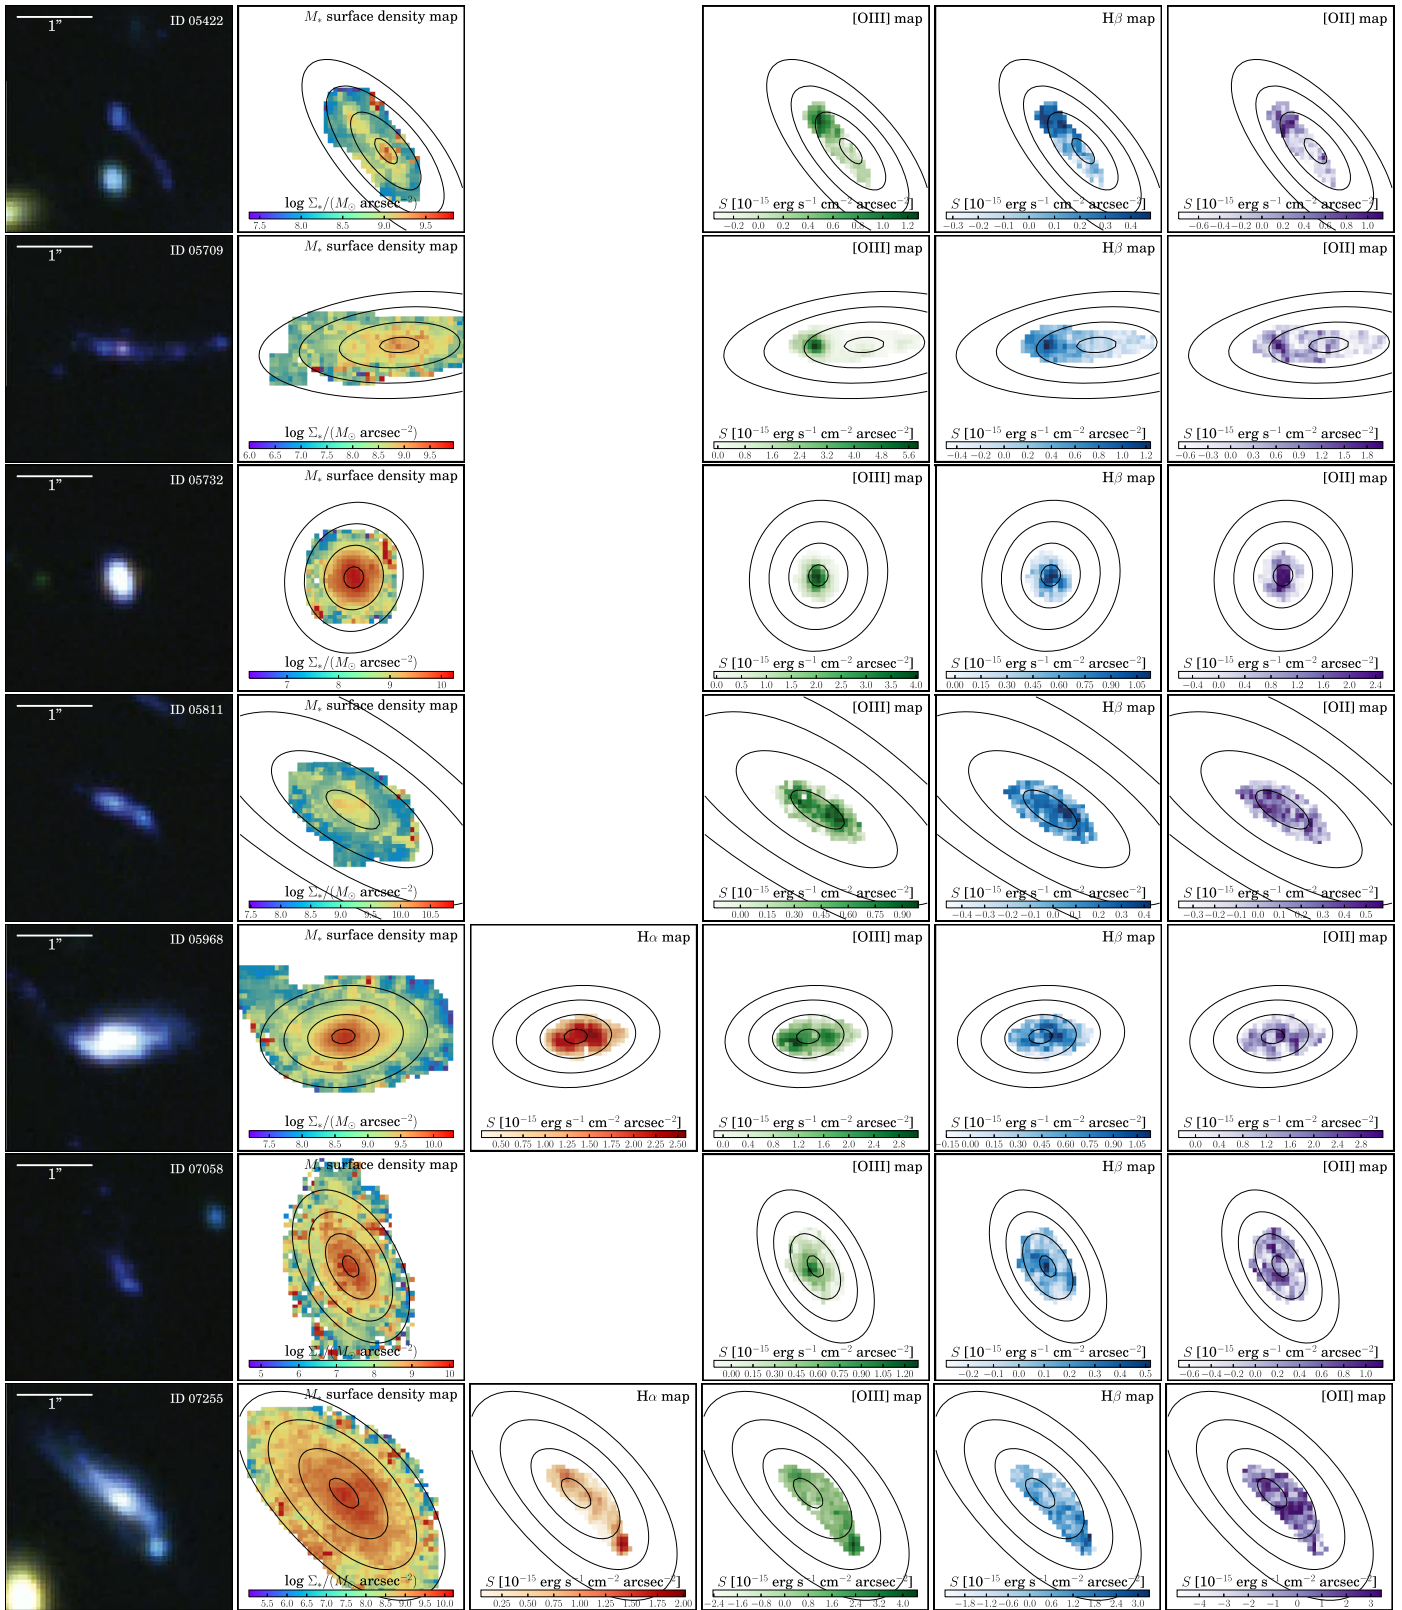 1”
ID 05422
M* surface density map
[OIII] map
Hβ map
[OII] map
log Σ*/(M⊙ arcsec−2)
7.5 8.0 8.5 9.0 9.5
S [10−15 erg s−1 cm−2 arcsec−2]
−0.2 0.0 0.2 0.4 0.6 0.8 1.0 1.2
S [10−15 erg s−1 cm−2 arcsec−2]
−0.3 −0.2 −0.1 0.0 0.1 0.2 0.3 0.4
S [10−15 erg s−1 cm−2 arcsec−2]
−0.6 −0.4 −0.2 0.0 0.2 0.4 0.6 0.8 1.0
1”
ID 05709
M* surface density map
[OIII] map
Hβ map
[OII] map
log Σ*/(M⊙ arcsec−2)
6.0 6.5 7.0 7.5 8.0 8.5 9.0 9.5
S [10−15 erg s−1 cm−2 arcsec−2]
0.0 0.8 1.6 2.4 3.2 4.0 4.8 5.6
S [10−15 erg s−1 cm−2 arcsec−2]
−0.4 −0.2 0.0 0.2 0.4 0.6 0.8 1.0 1.2
S [10−15 erg s−1 cm−2 arcsec−2]
−0.6 −0.3 0.0 0.3 0.6 0.9 1.2 1.5 1.8
1”
ID 05732
M* surface density map
[OIII] map
Hβ map
[OII] map
log Σ*/(M⊙ arcsec−2)
7 8 9 10
S [10−15 erg s−1 cm−2 arcsec−2]
0.0 0.5 1.0 1.5 2.0 2.5 3.0 3.5 4.0
S [10−15 erg s−1 cm−2 arcsec−2]
0.00 0.15 0.30 0.45 0.60 0.75 0.90 1.05
S [10−15 erg s−1 cm−2 arcsec−2]
−0.4 0.0 0.4 0.8 1.2 1.6 2.0 2.4
1”
ID 05811
M* surface density map
[OIII] map
Hβ map
[OII] map
log Σ*/(M⊙ arcsec−2)
7.5 8.0 8.5 9.0 9.5 10.0 10.5
S [10−15 erg s−1 cm−2 arcsec−2]
0.00 0.15 0.30 0.45 0.60 0.75 0.90
S [10−15 erg s−1 cm−2 arcsec−2]
−0.4 −0.3 −0.2 −0.1 0.0 0.1 0.2 0.3 0.4
S [10−15 erg s−1 cm−2 arcsec−2]
−0.3 −0.2 −0.1 0.0 0.1 0.2 0.3 0.4 0.5
1”
ID 05968
M* surface density map
Hα map
[OIII] map
Hβ map
[OII] map
log Σ*/(M⊙ arcsec−2)
7.5 8.0 8.5 9.0 9.5 10.0
S [10−15 erg s−1 cm−2 arcsec−2]
0.50 0.75 1.00 1.25 1.50 1.75 2.00 2.25 2.50
S [10−15 erg s−1 cm−2 arcsec−2]
0.0 0.4 0.8 1.2 1.6 2.0 2.4 2.8
S [10−15 erg s−1 cm−2 arcsec−2]
−0.15 0.00 0.15 0.30 0.45 0.60 0.75 0.90 1.05
S [10−15 erg s−1 cm−2 arcsec−2]
0.0 0.4 0.8 1.2 1.6 2.0 2.4 2.8
1”
ID 07058
M* surface density map
[OIII] map
Hβ map
[OII] map
log Σ*/(M⊙ arcsec−2)
5 6 7 8 9 10
S [10−15 erg s−1 cm−2 arcsec−2]
0.00 0.15 0.30 0.45 0.60 0.75 0.90 1.05 1.20
S [10−15 erg s−1 cm−2 arcsec−2]
−0.2 −0.1 0.0 0.1 0.2 0.3 0.4 0.5
S [10−15 erg s−1 cm−2 arcsec−2]
−0.6 −0.4 −0.2 0.0 0.2 0.4 0.6 0.8 1.0
1”
ID 07255
M* surface density map
Hα map
[OIII] map
Hβ map
[OII] map
log Σ*/(M⊙ arcsec−2)
5.5 6.0 6.5 7.0 7.5 8.0 8.5 9.0 9.5 10.0
S [10−15 erg s−1 cm−2 arcsec−2]
0.25 0.50 0.75 1.00 1.25 1.50 1.75 2.00
S [10−15 erg s−1 cm−2 arcsec−2]
−2.4 −1.6 −0.8 0.0 0.8 1.6 2.4 3.2 4.0
S [10−15 erg s−1 cm−2 arcsec−2]
−1.8 −1.2 −0.6 0.0 0.6 1.2 1.8 2.4 3.0
S [10−15 erg s−1 cm−2 arcsec−2]
−4 −3 −2 −1 0 1 2 3